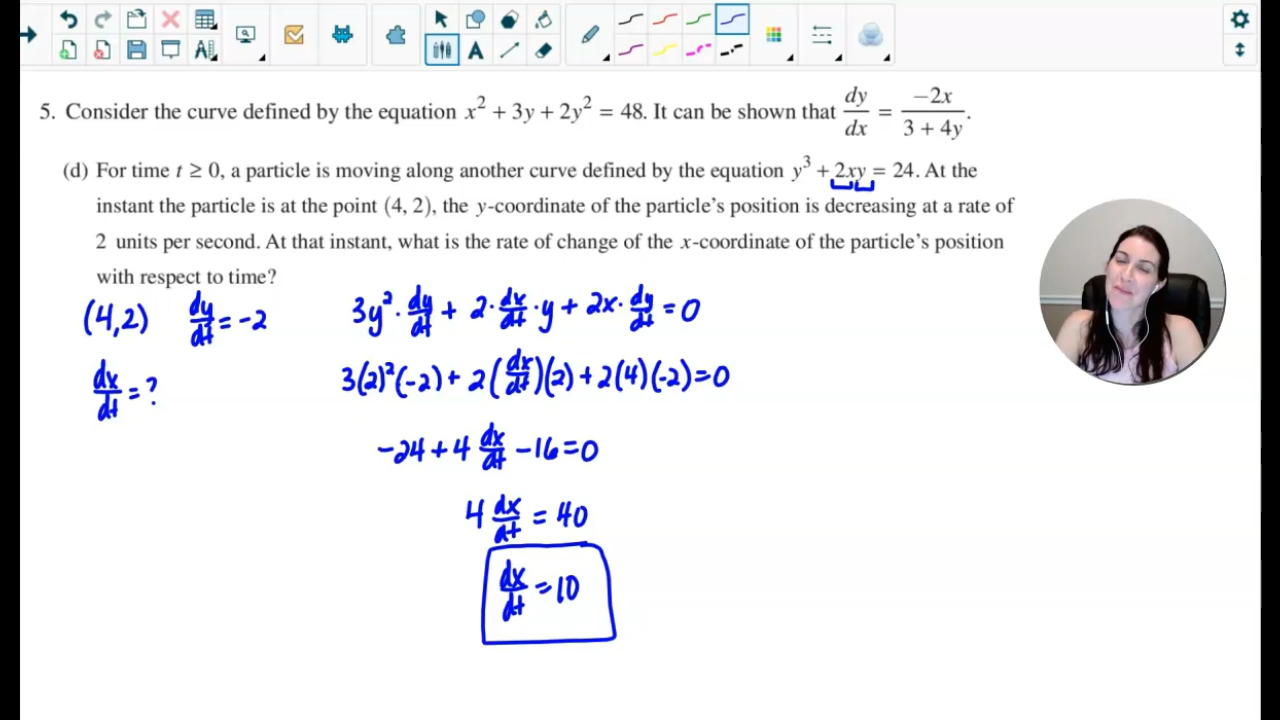 5. Consider the curve defined by the equation x² + 3y + 2y² = 48. It can be shown that dy/dx = −2x/(3 + 4y).
(d) For time t ≥ 0, a particle is moving along another curve defined by the equation y³ + 2xy = 24. At the
instant the particle is at the point (4, 2), the y-coordinate of the particle's position is decreasing at a rate of
2 units per second. At that instant, what is the rate of change of the x-coordinate of the particle's position
with respect to time?
(4,2) dy/dt = -2
dx/dt = ?
3y² · dy/dt + 2 · dx/dt · y + 2x · dy/dt = 0
3(2)²(-2) + 2(dx/dt)(2) + 2(4)(-2) = 0
-24 + 4 dx/dt - 16 = 0
4 dx/dt = 40
dx/dt = 10